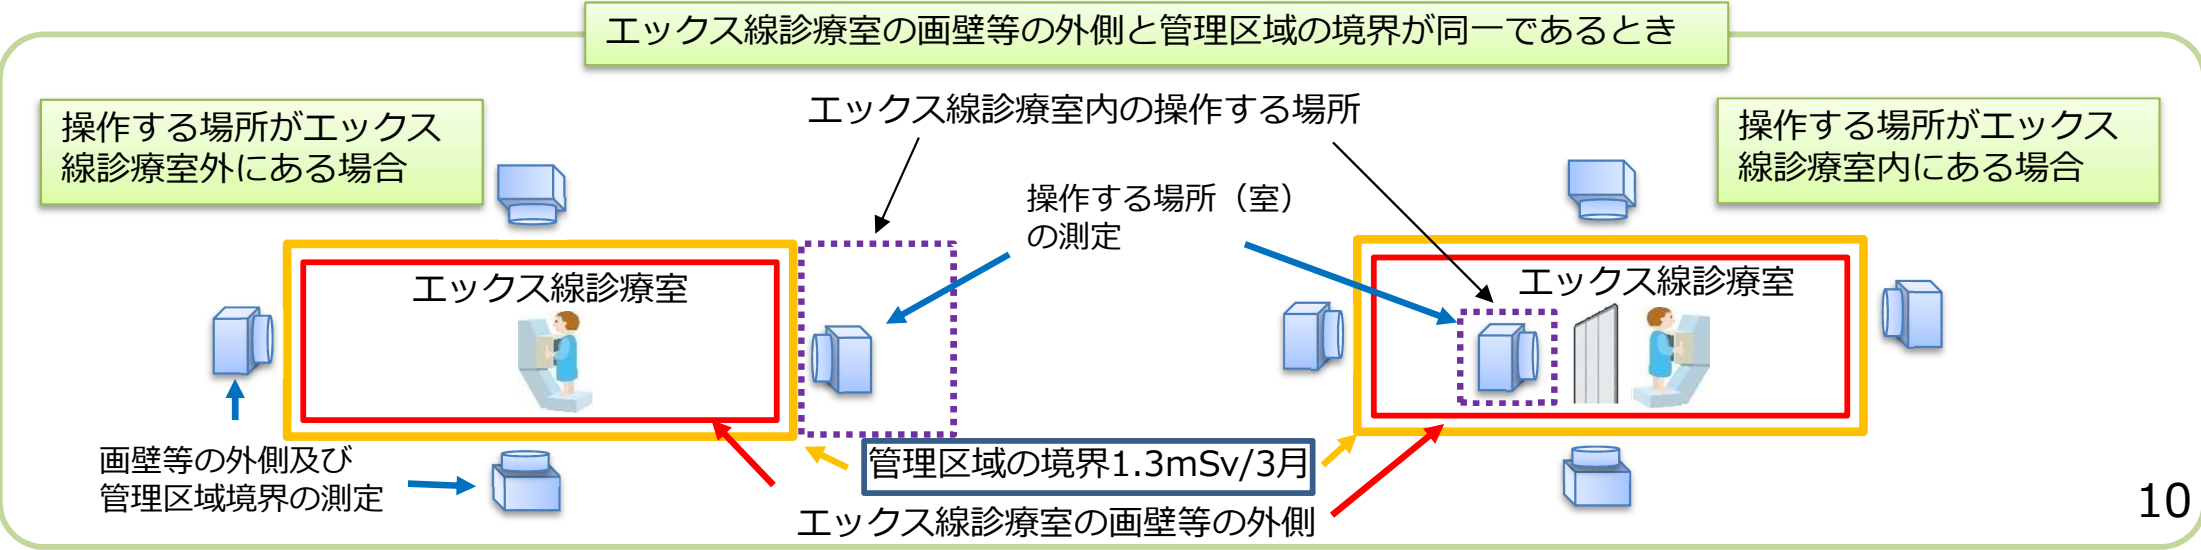 エックス線診療室の画壁等の外側と管理区域の境界が同一であるとき
操作する場所がエックス
線診療室外にある場合
エックス線診療室内の操作する場所
操作する場所がエックス
線診療室内にある場合
操作する場所（室）
の測定
エックス線診療室
エックス線診療室
画壁等の外側及び
管理区域境界の測定
管理区域の境界1.3mSv/3月
エックス線診療室の画壁等の外側
10